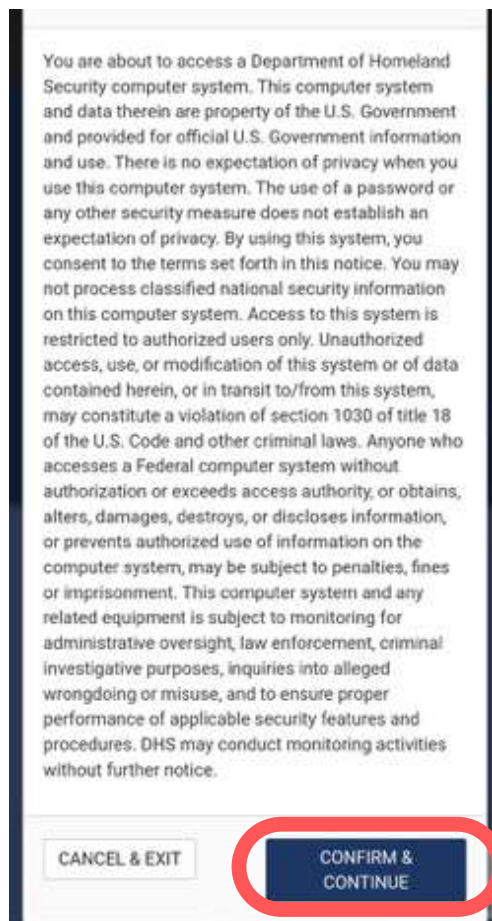 You are about to access a Department of Homeland
Security computer system. This computer system
and data therein are property of the U.S. Government
and provided for official U.S. Government information
and use. There is no expectation of privacy when you
use this computer system. The use of a password or
any other security measure does not establish an
expectation of privacy. By using this system, you
consent to the terms set forth in this notice. You may
not process classified national security information
on this computer system. Access to this system is
restricted to authorized users only. Unauthorized
access, use, or modification of this system or of data
contained herein, or in transit to/from this system,
may constitute a violation of section 1030 of title 18
of the U.S. Code and other criminal laws. Anyone who
accesses a Federal computer system without
authorization or exceeds access authority, or obtains,
alters, damages, destroys, or discloses information,
or prevents authorized use of information on the
computer system, may be subject to penalties, fines
or imprisonment. This computer system and any
related equipment is subject to monitoring for
administrative oversight, law enforcement, criminal
investigative purposes, inquiries into alleged
wrongdoing or misuse, and to ensure proper
performance of applicable security features and
procedures. DHS may conduct monitoring activities
without further notice.
CANCEL & EXIT
CONFIRM &
CONTINUE